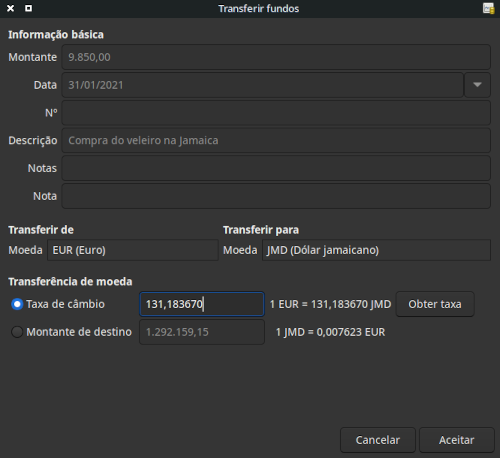 Transferir fundos
Informação básica
Montante 9.850,00
Data 31/01/2021
Nº
Descrição Compra do veleiro na Jamaica
Notas
Nota
Transferir de Transferir para
Moeda EUR (Euro) Moeda JMD (Dólar jamaicano)
Transferência de moeda
Taxa de câmbio 131,183670 1 EUR = 131,183670 JMD Obter taxa
Montante de destino 1.292.159,15 1 JMD = 0,007623 EUR
Cancelar Aceitar